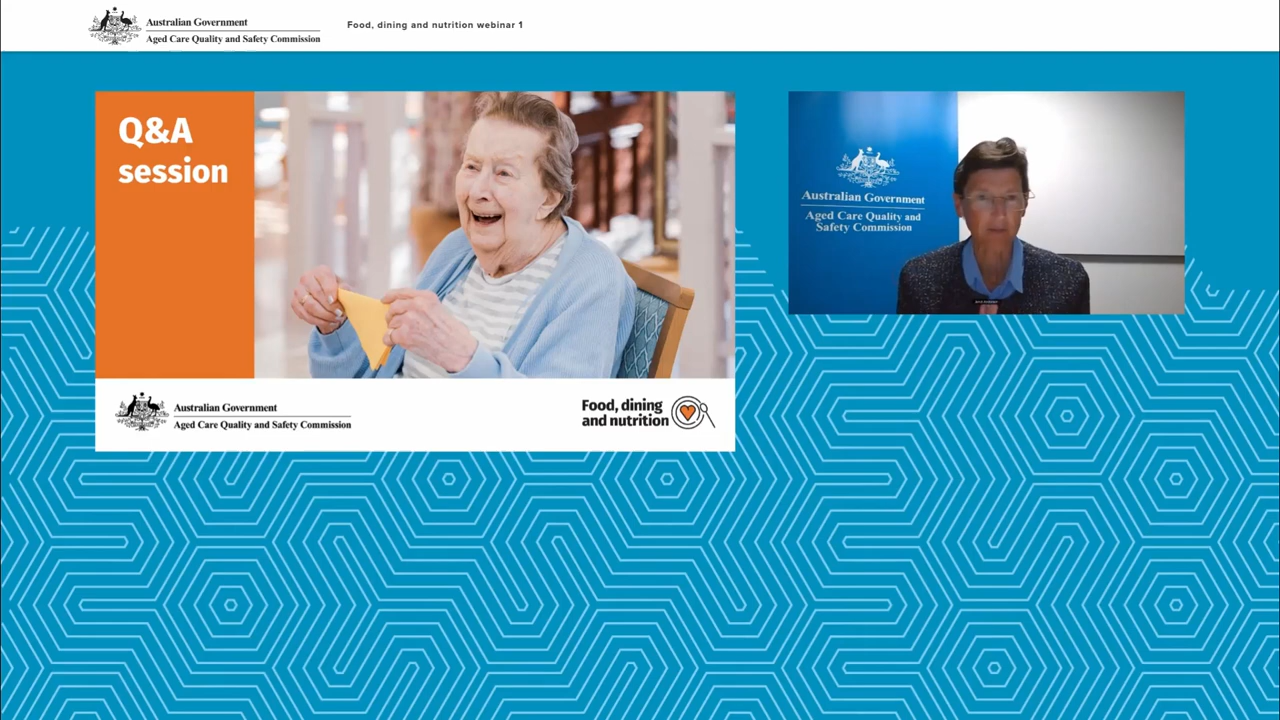 Australian Government
Aged Care Quality and Safety Commission
Food, dining and nutrition webinar 1
Q&A
session
Australian Government
Aged Care Quality and
Safety Commission
Australian Government
Aged Care Quality and Safety Commission
Food, dining
and nutrition